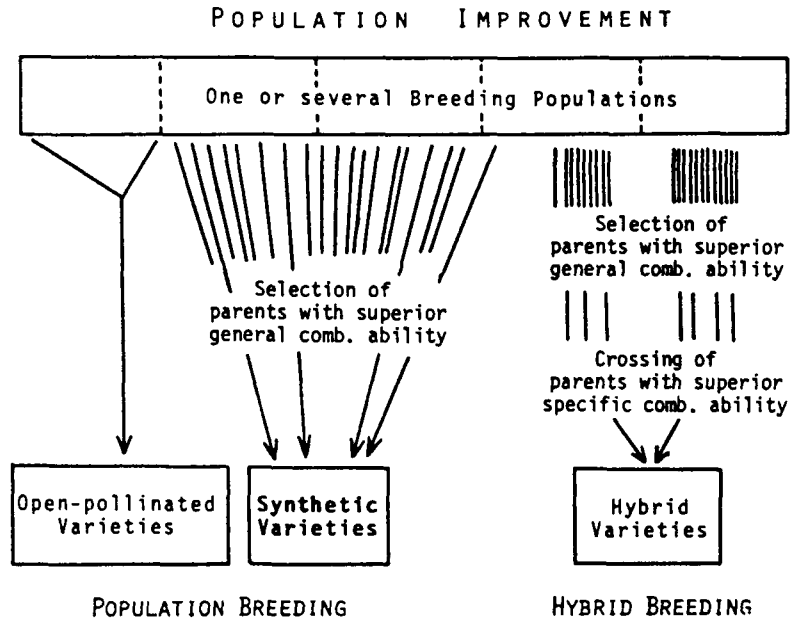 POPULATION IMPROVEMENT
One or several Breeding Populations
Selection of
parents with superior
general comb. ability
Selection of
parents with superior
general comb. ability
Crossing of
parents with superior
specific comb. ability
Open-pollinated
Varieties
Synthetic
Varieties
Hybrid
Varieties
POPULATION BREEDING
HYBRID BREEDING